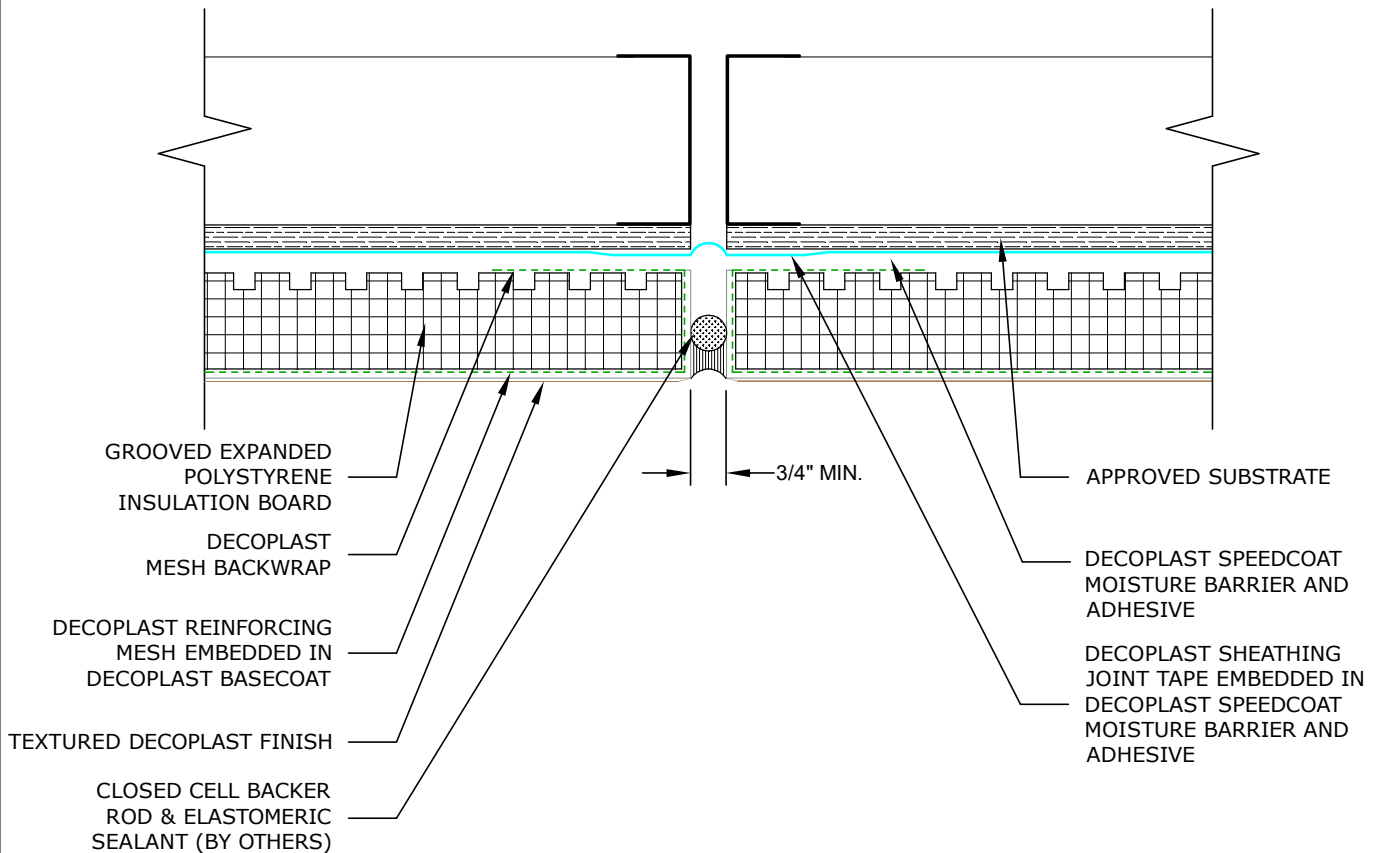 GROOVED EXPANDED
POLYSTYRENE
INSULATION BOARD
DECOPLAST
MESH BACKWRAP
DECOPLAST REINFORCING
MESH EMBEDDED IN
DECOPLAST BASECOAT
TEXTURED DECOPLAST FINISH
CLOSED CELL BACKER
ROD & ELASTOMERIC
SEALANT (BY OTHERS)
3/4" MIN.
APPROVED SUBSTRATE
DECOPLAST SPEEDCOAT
MOISTURE BARRIER AND
ADHESIVE
DECOPLAST SHEATHING
JOINT TAPE EMBEDDED IN
DECOPLAST SPEEDCOAT
MOISTURE BARRIER AND
ADHESIVE